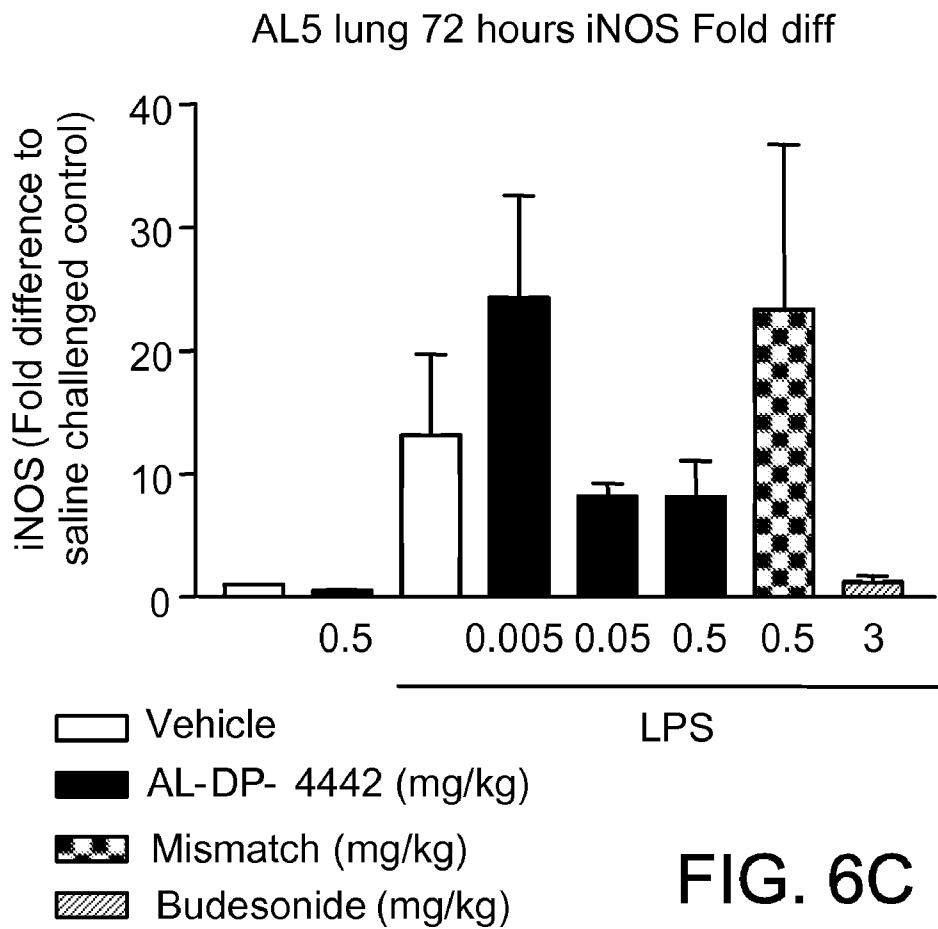 AL5 lung 72 hours iNOS Fold diff
iNOS (Fold difference to
saline challenged control)
40
30
20
10
0
0.5 0.005 0.05 0.5 0.5 3
LPS
Vehicle
AL-DP- 4442 (mg/kg)
Mismatch (mg/kg)
Budesonide (mg/kg)
FIG. 6C